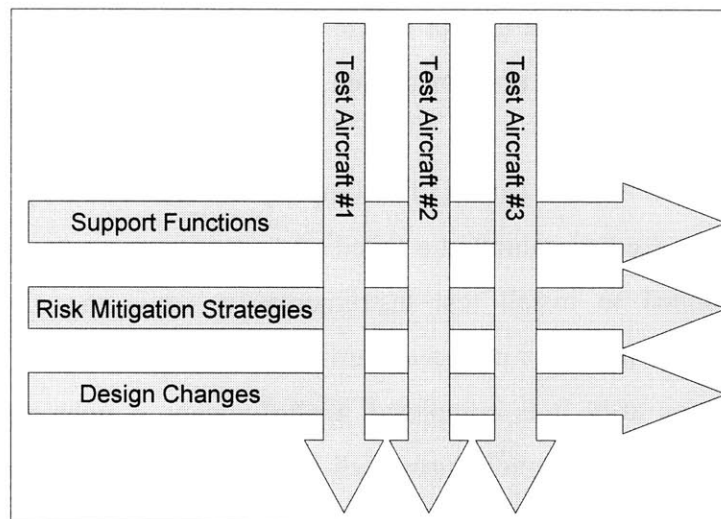 Test Aircraft #1
Test Aircraft #2
Test Aircraft #3
Support Functions
Risk Mitigation Strategies
Design Changes